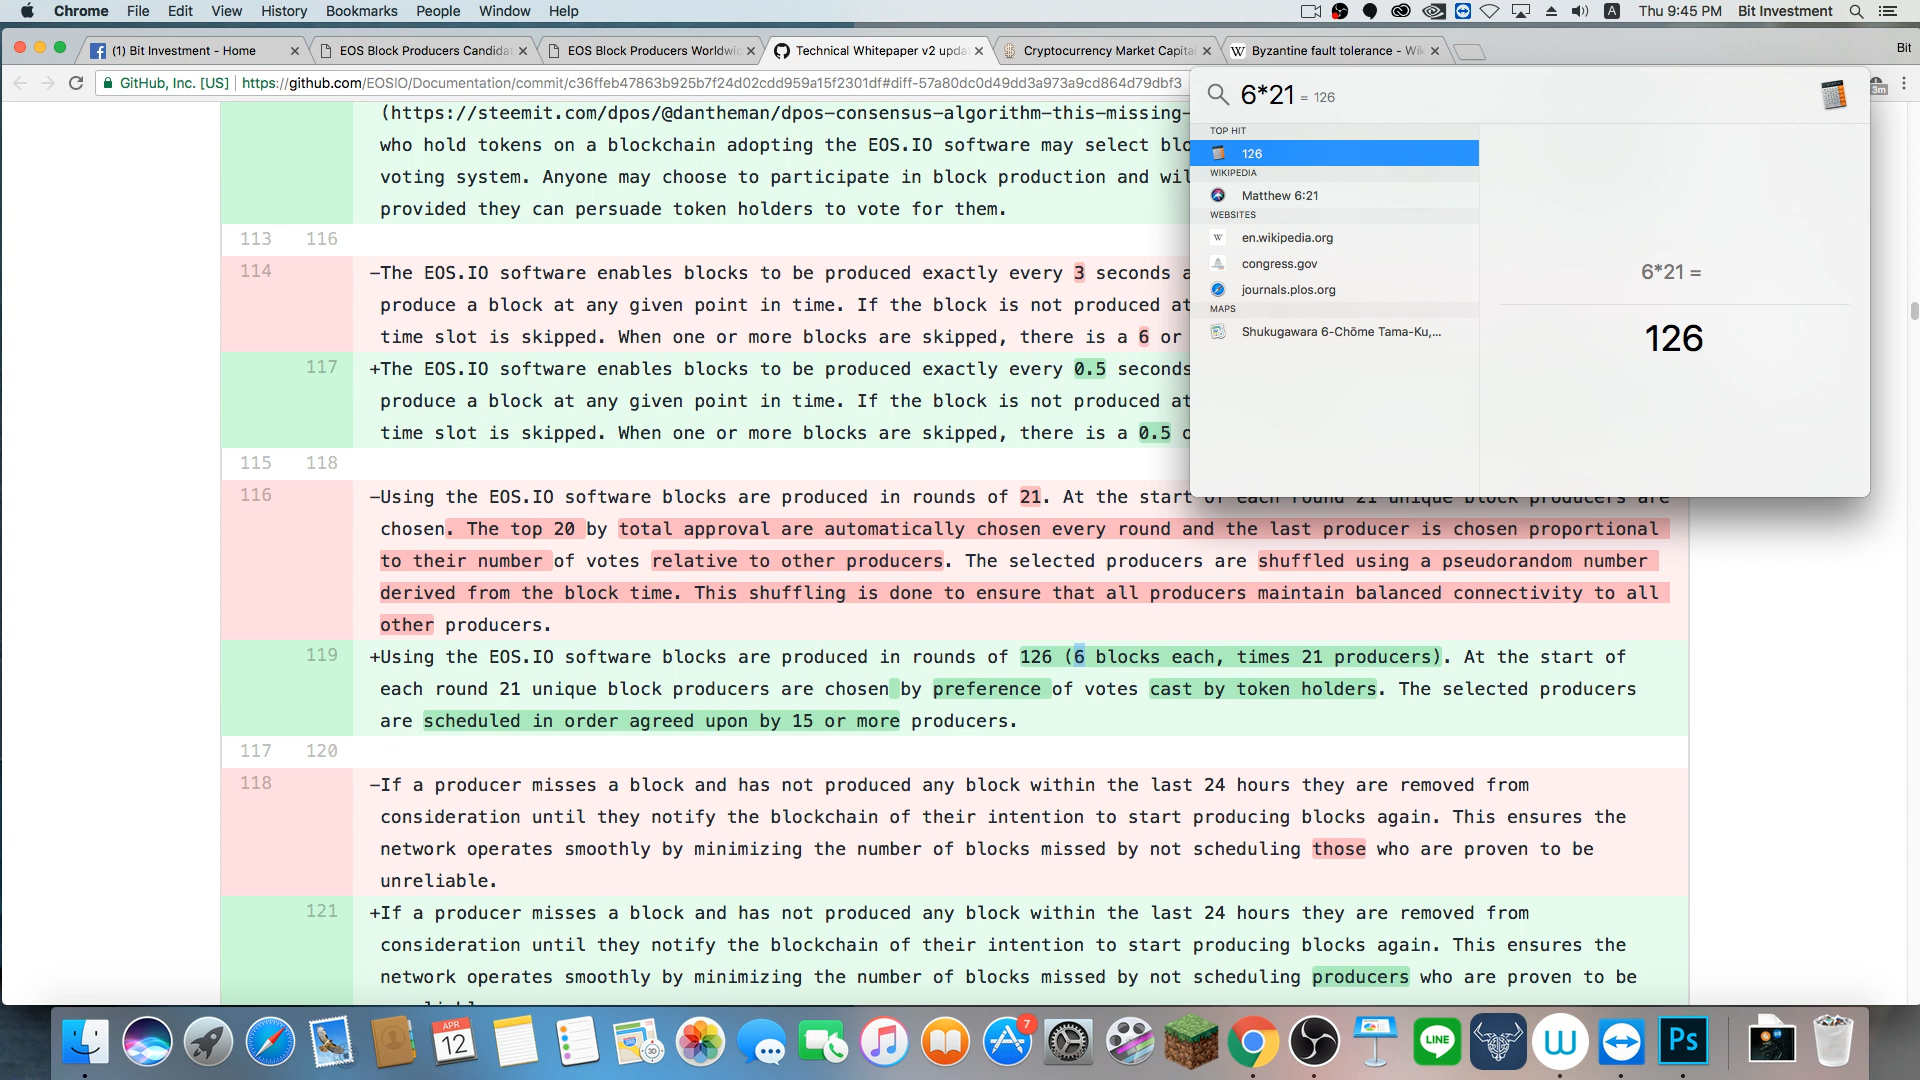 Chrome File Edit View History Bookmarks People Window Help A Thu 9:45 PM Bit Investment
(1) Bit Investment - Home EOS Block Producers Candidat EOS Block Producers Worldwid Technical Whitepaper v2 upda Cryptocurrency Market Capital Byzantine fault tolerance - Wik Bit
GitHub, Inc. [US] https://github.com/EOSIO/Documentation/commit/c36ffeb47863b925b7f24d02cdd959a15f2301df#diff-57a80dc0d49dd3a973a9cd864d79dbf3 3m
6*21 = 126
TOP HIT
126
WIKIPEDIA
Matthew 6:21
WEBSITES
W en.wikipedia.org
congress.gov
journals.plos.org
MAPS
Shukugawara 6-Chōme Tama-Ku,...
6*21 =
126
(https://steemit.com/dpos/@dantheman/dpos-consensus-algorithm-this-missing-
who hold tokens on a blockchain adopting the EOS.IO software may select blo
voting system. Anyone may choose to participate in block production and wil
provided they can persuade token holders to vote for them.
113 116
114 -The EOS.IO software enables blocks to be produced exactly every 3 seconds a
produce a block at any given point in time. If the block is not produced at
time slot is skipped. When one or more blocks are skipped, there is a 6 or
117 +The EOS.IO software enables blocks to be produced exactly every 0.5 seconds
produce a block at any given point in time. If the block is not produced at
time slot is skipped. When one or more blocks are skipped, there is a 0.5 o
115 118
116 -Using the EOS.IO software blocks are produced in rounds of 21. At the start of each round 21 unique block producers are
chosen. The top 20 by total approval are automatically chosen every round and the last producer is chosen proportional
to their number of votes relative to other producers. The selected producers are shuffled using a pseudorandom number
derived from the block time. This shuffling is done to ensure that all producers maintain balanced connectivity to all
other producers.
119 +Using the EOS.IO software blocks are produced in rounds of 126 (6 blocks each, times 21 producers). At the start of
each round 21 unique block producers are chosen by preference of votes cast by token holders. The selected producers
are scheduled in order agreed upon by 15 or more producers.
117 120
118 -If a producer misses a block and has not produced any block within the last 24 hours they are removed from
consideration until they notify the blockchain of their intention to start producing blocks again. This ensures the
network operates smoothly by minimizing the number of blocks missed by not scheduling those who are proven to be
unreliable.
121 +If a producer misses a block and has not produced any block within the last 24 hours they are removed from
consideration until they notify the blockchain of their intention to start producing blocks again. This ensures the
network operates smoothly by minimizing the number of blocks missed by not scheduling producers who are proven to be
APR 12 3D 7 LINE W Ps